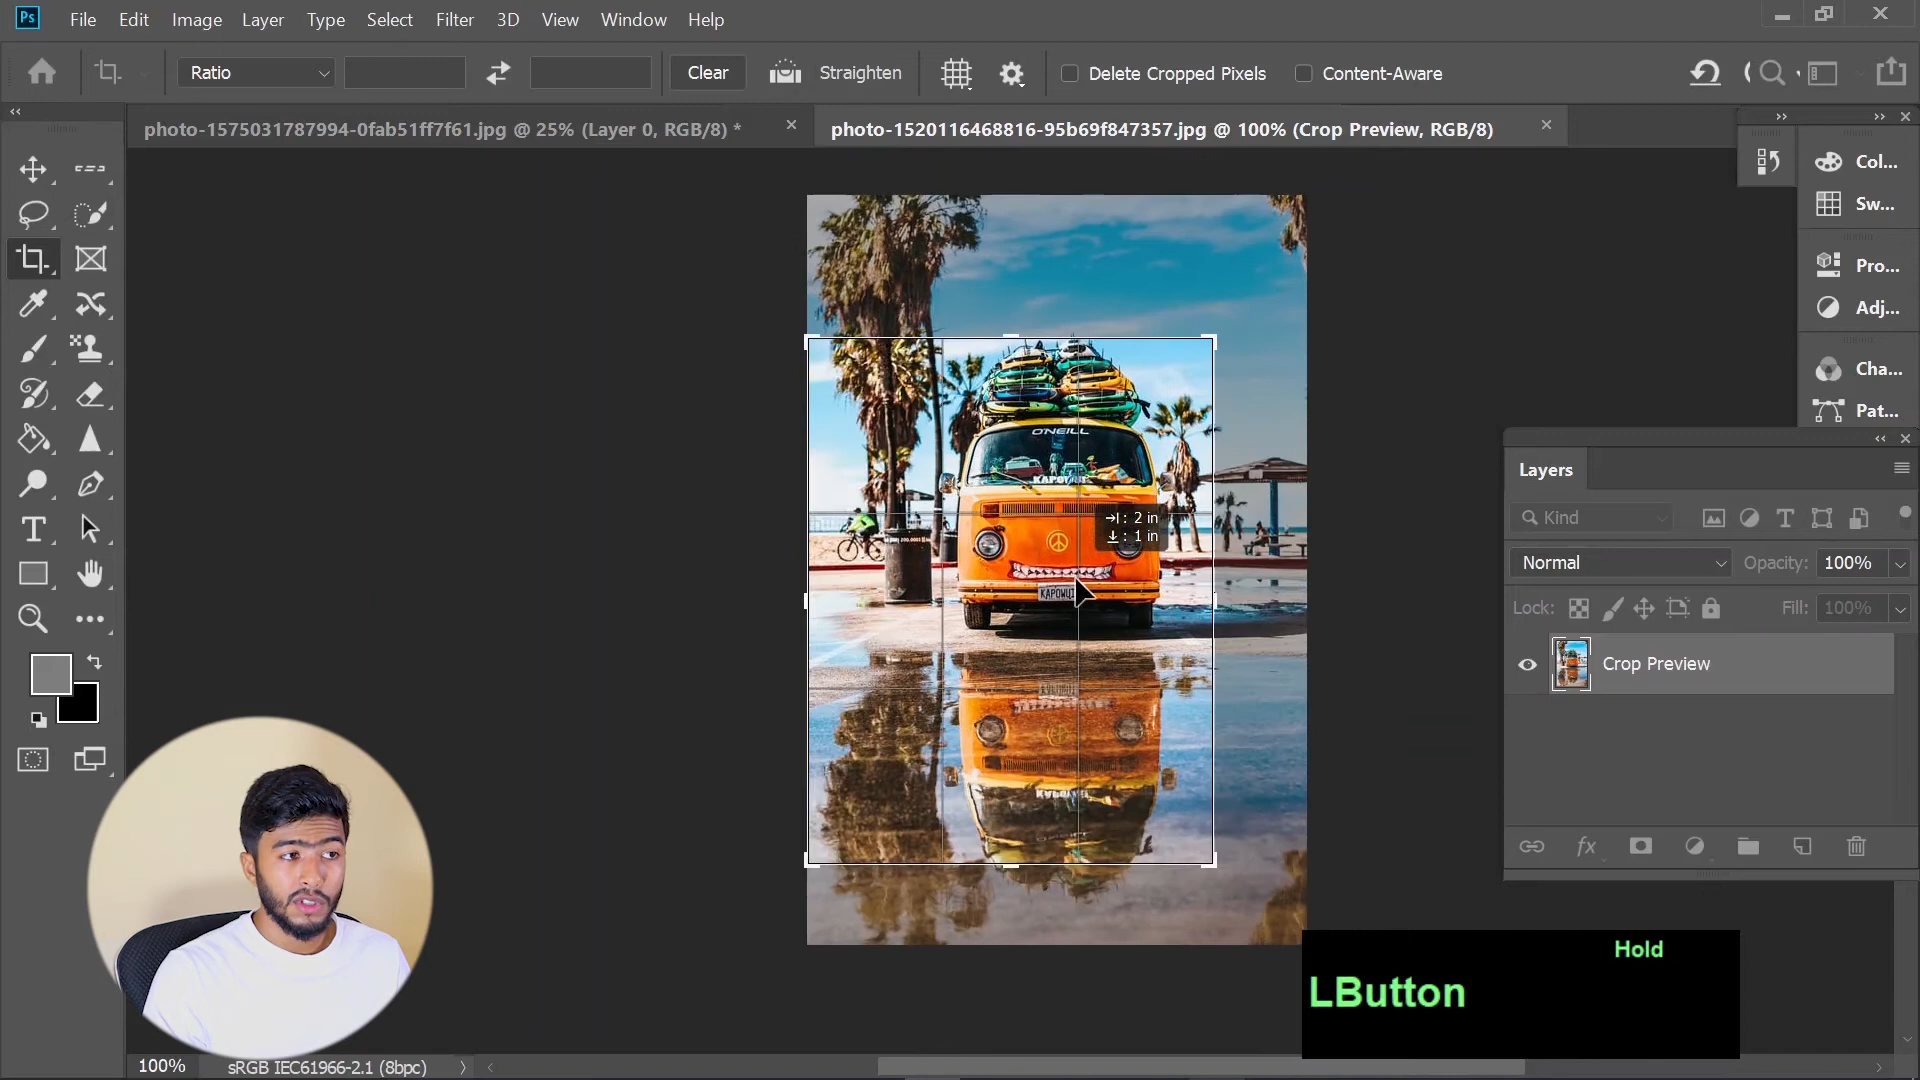 Ps
File Edit Image Layer Type Select Filter 3D View Window Help
Ratio Clear Straighten Delete Cropped Pixels Content-Aware
photo-1575031787994-0fab51ff7f61.jpg @ 25% (Layer 0, RGB/8) * photo-1520116468816-95b69f847357.jpg @ 100% (Crop Preview, RGB/8)
Col...
Sw...
Pro...
Adj...
Cha...
Pat...
O'NEILL
→|: 2 in
: 1 in
Layers
Kind
Normal Opacity: 100%
Lock: Fill: 100%
Crop Preview
fx
Hold
LButton
100% sRGB IEC61966-2.1 (8bpc)